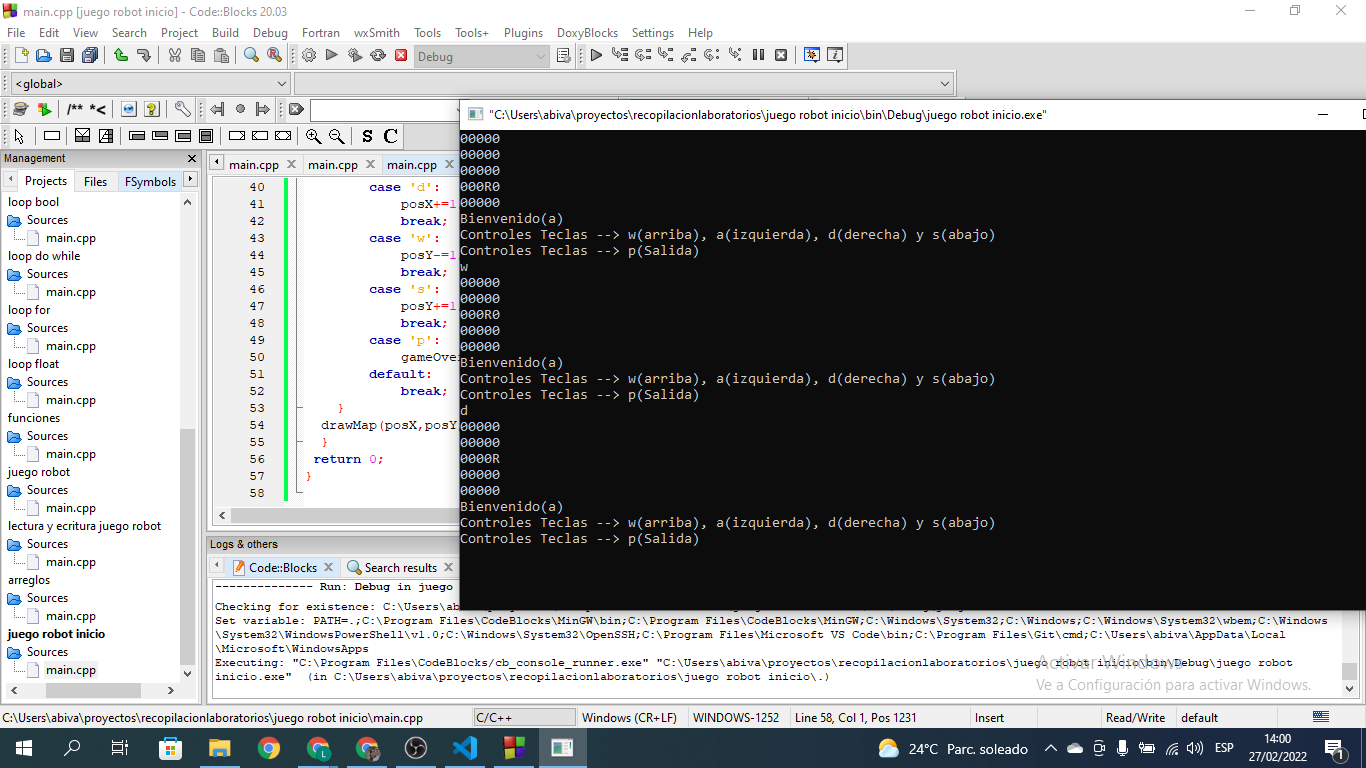 main.cpp [juego robot inicio] - Code::Blocks 20.03
File Edit View Search Project Build Debug Fortran wxSmith Tools Tools+ Plugins DoxyBlocks Settings Help
Debug
<global>
/** *<
S C
Management
Projects Files FSymbols
loop bool
Sources
main.cpp
loop do while
Sources
main.cpp
loop for
Sources
main.cpp
loop float
Sources
main.cpp
funciones
Sources
main.cpp
juego robot
Sources
main.cpp
lectura y ecritura juego robot
Sources
main.cpp
arreglos
Sources
main.cpp
juego robot inicio
Sources
main.cpp
main.cpp main.cpp main.cpp
40 case 'd':
41 posX+=1
42 break;
43 case 'w':
44 posY-=1
45 break;
46 case 's':
47 posY+=1
48 break;
49 case 'p':
50 gameOve
51 default:
52 break;
53 }
54 drawMap(posX,posY
55 }
56 return 0;
57 }
58
"C:\Users\abiva\proyectos\recopilacionlaboratorios\juego robot inicio\bin\Debug\juego robot inicio.exe"
00000
00000
00000
000R0
00000
Bienvenido(a)
Controles Teclas --> w(arriba), a(izquierda), d(derecha) y s(abajo)
Controles Teclas --> p(Salida)
w
00000
00000
000R0
00000
00000
Bienvenido(a)
Controles Teclas --> w(arriba), a(izquierda), d(derecha) y s(abajo)
Controles Teclas --> p(Salida)
d
00000
00000
0000R
00000
00000
Bienvenido(a)
Controles Teclas --> w(arriba), a(izquierda), d(derecha) y s(abajo)
Controles Teclas --> p(Salida)
Logs & others
Code::Blocks Search results
-------------- Run: Debug in juego
Checking for existence: C:\Users\ab
Set variable: PATH=.;C:\Program Files\CodeBlocks\MinGW\bin;C:\Program Files\CodeBlocks\MinGW;C:\Windows\System32;C:\Windows;C:\Windows\System32\wbem;C:\Windows
\System32\WindowsPowerShell\v1.0;C:\Windows\System32\OpenSSH;C:\Program Files\Microsoft VS Code\bin;C:\Program Files\Git\cmd;C:\Users\abiva\AppData\Local
\Microsoft\WindowsApps
Executing: "C:\Program Files\CodeBlocks/cb_console_runner.exe" "C:\Users\abiva\proyectos\recopilacionlaboratorios\juego robot inicio\bin\Debug\juego robot
inicio.exe" (in C:\Users\abiva\proyectos\recopilacionlaboratorios\juego robot inicio\.)
Activar Windows
Ve a Configuración para activar Windows.
C:\Users\abiva\proyectos\recopilacionlaboratorios\juego robot inicio\main.cpp C/C++ Windows (CR+LF) WINDOWS-1252 Line 58, Col 1, Pos 1231 Insert Read/Write default
24°C Parc. soleado ESP 14:00
27/02/2022
1